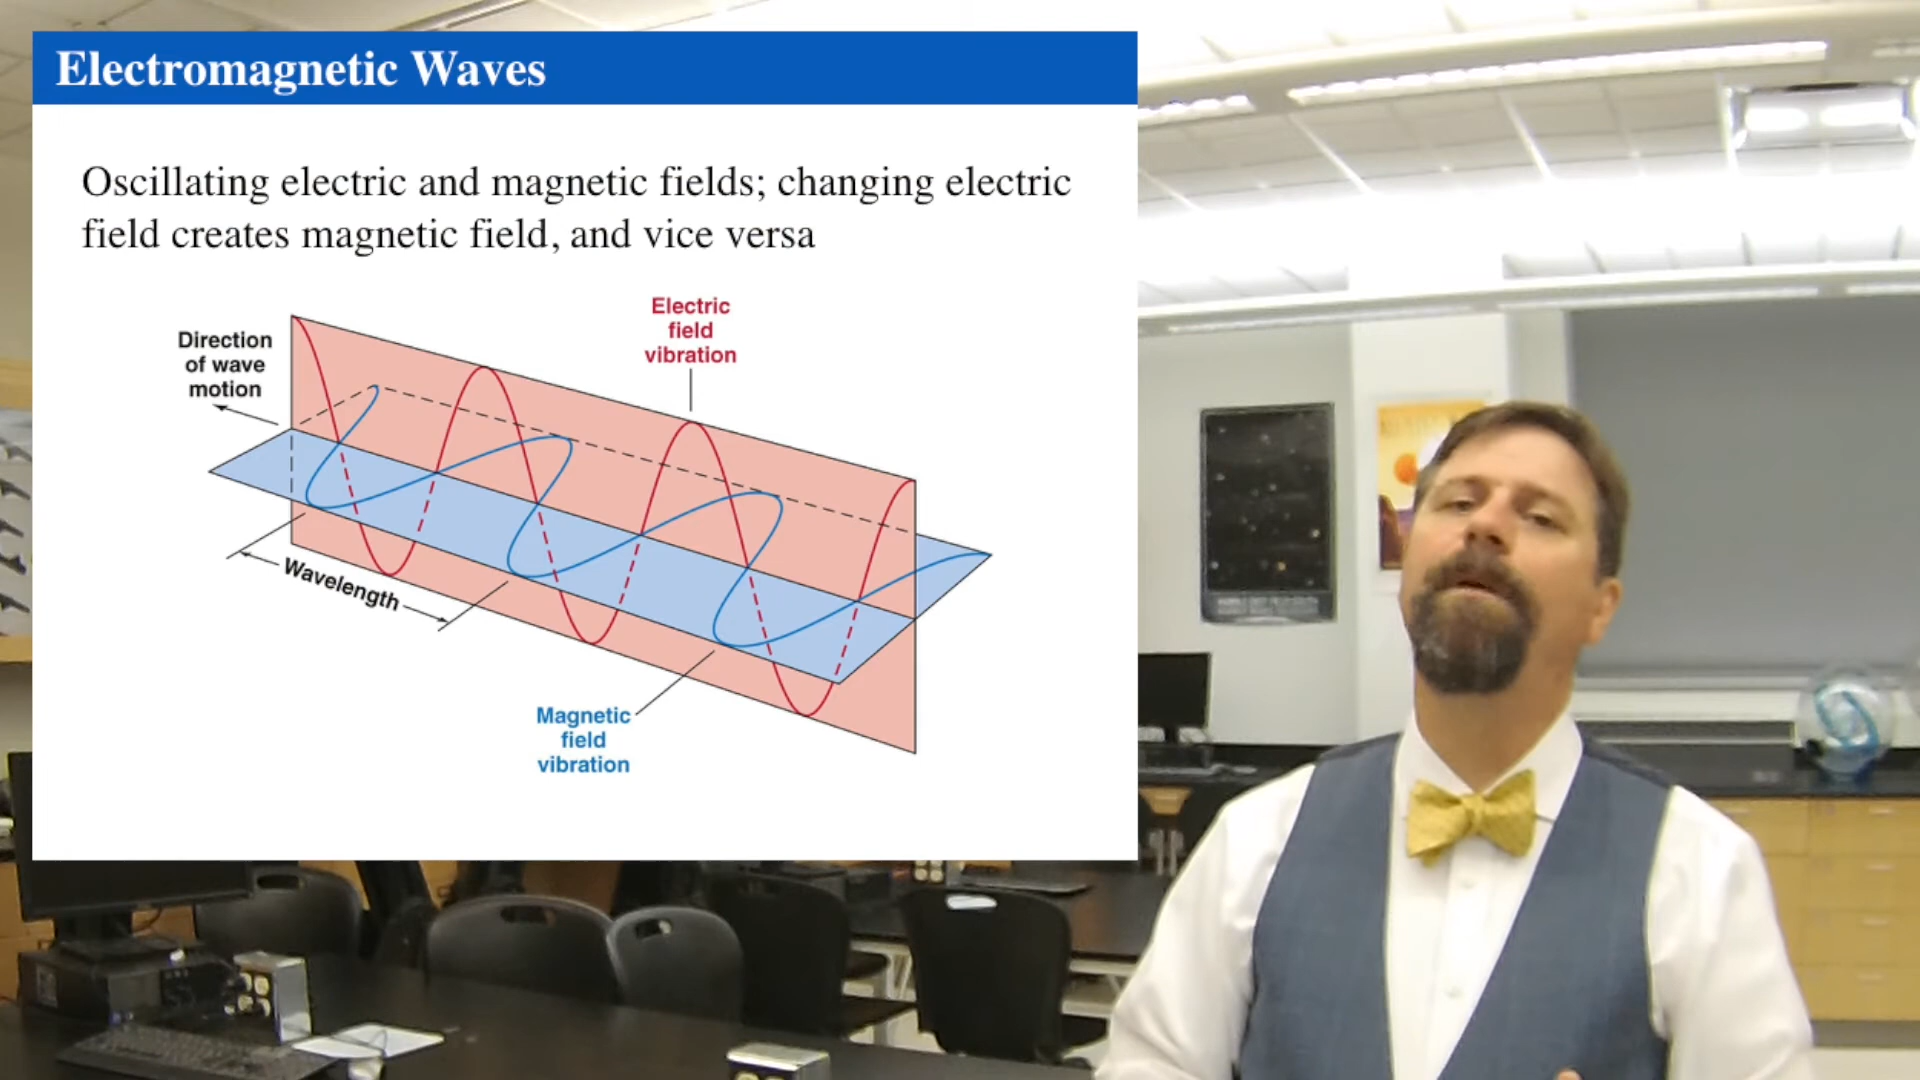 Electromagnetic Waves
Oscillating electric and magnetic fields; changing electric
field creates magnetic field, and vice versa
Electric
field
vibration
Direction
of wave
motion
Wavelength
Magnetic
field
vibration